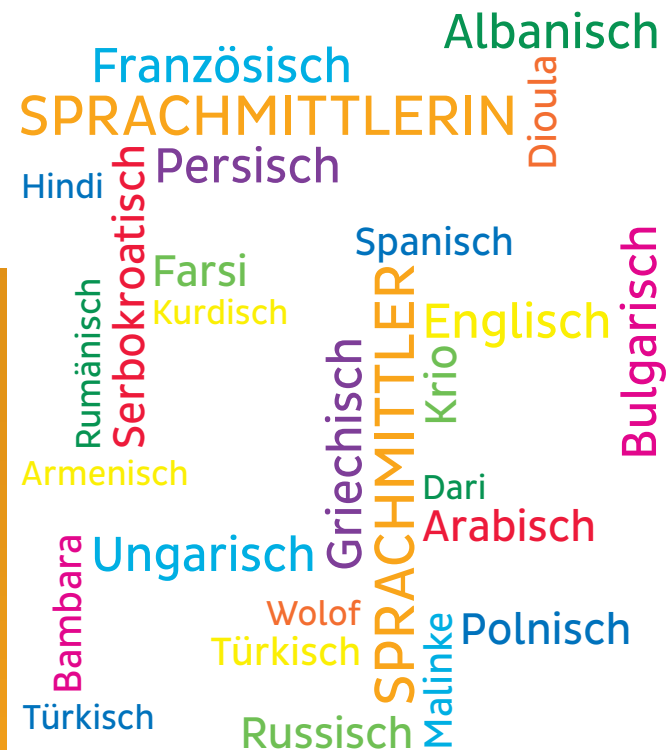 Albanisch
Französisch
Dioula
SPRACHMITTLERIN
Persisch
Hindi
Serbokroatisch
Spanisch
Bulgarisch
Farsi
Kurdisch
Rumänisch
SPRACHMITTLER
Englisch
Griechisch
Krio
Armenisch
Dari
Arabisch
Bambara
Ungarisch
Wolof
Malinke
Polnisch
Türkisch
Türkisch
Russisch